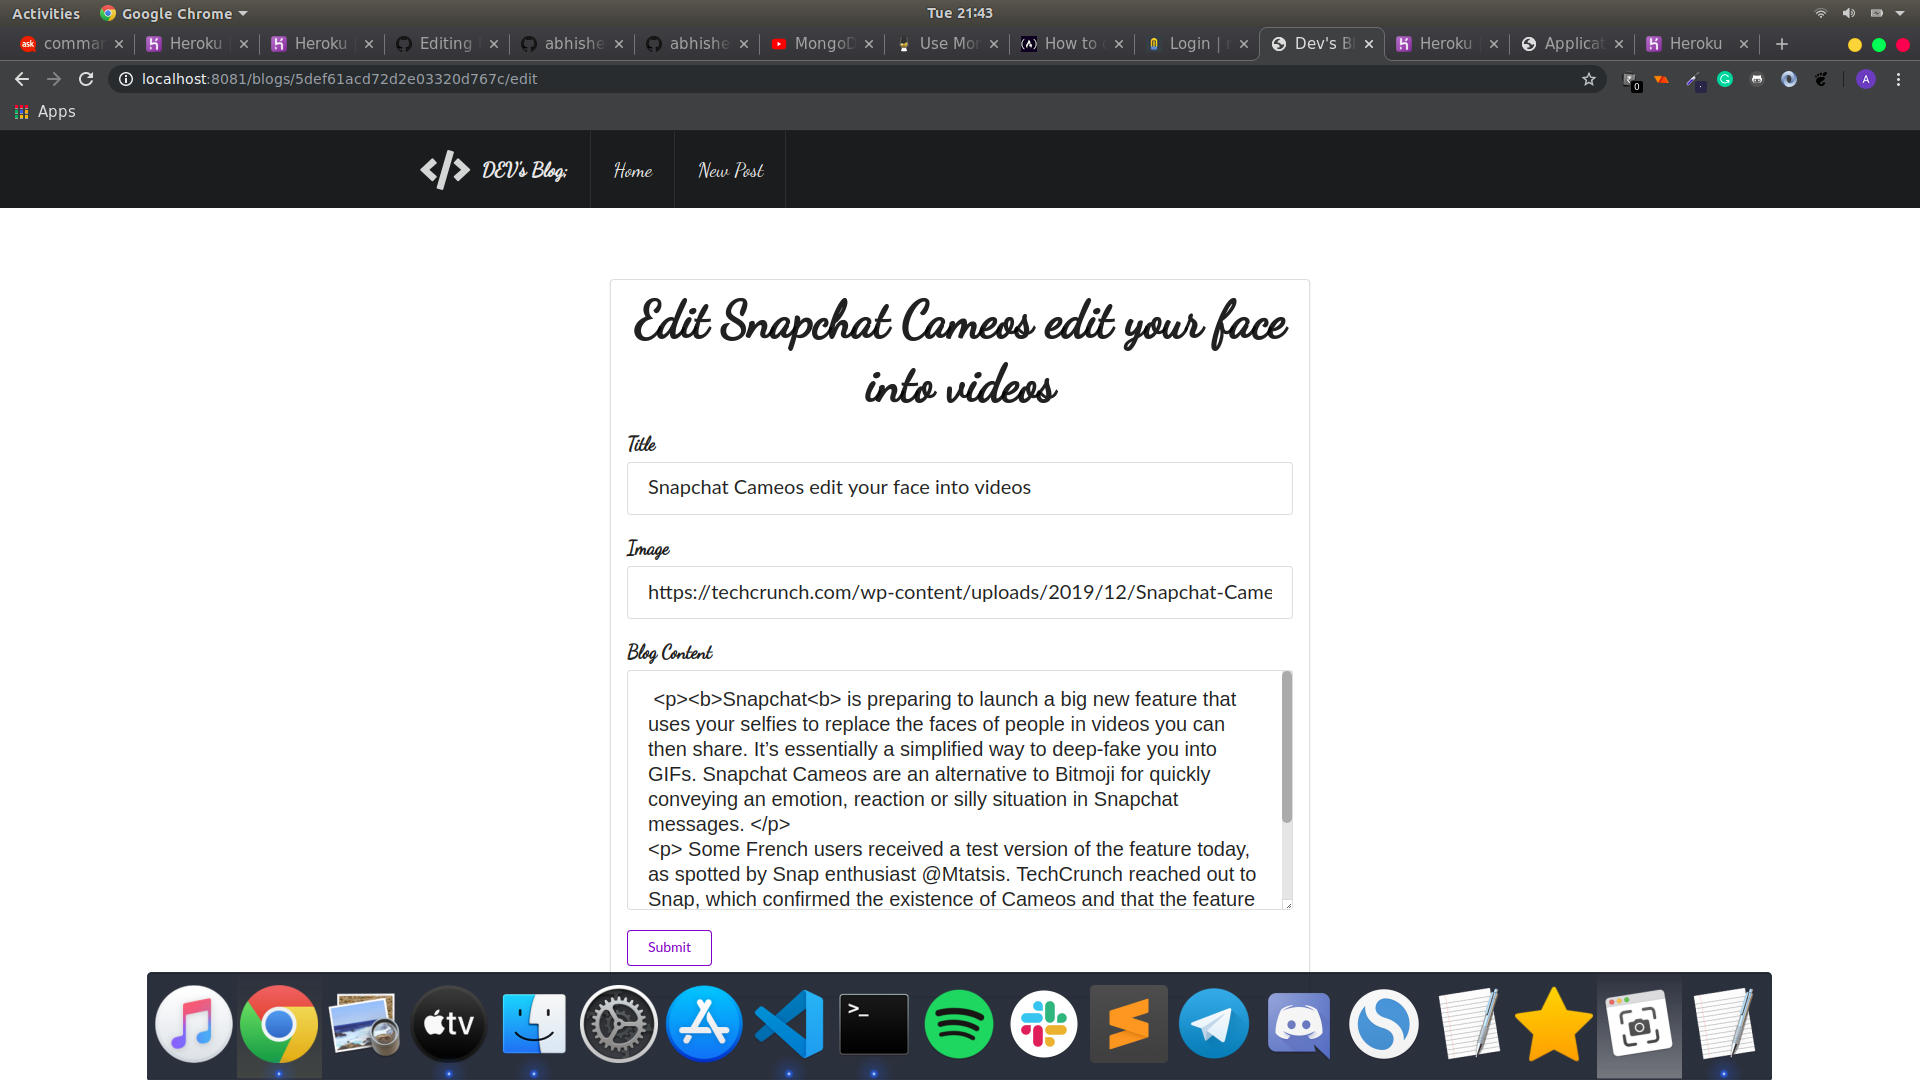 Activities Google Chrome Tue 21:43
commar Heroku Heroku Editing abhishe abhishe MongoD Use Mor How to Login | Dev's Bl Heroku Applicat Heroku
localhost:8081/blogs/5def61acd72d2e03320d767c/edit
Apps
DEV's Blog; Home New Post
Edit Snapchat Cameos edit your face
into videos
Title
Snapchat Cameos edit your face into videos
Image
https://techcrunch.com/wp-content/uploads/2019/12/Snapchat-Came
Blog Content
<p><b>Snapchat<b> is preparing to launch a big new feature that
uses your selfies to replace the faces of people in videos you can
then share. It’s essentially a simplified way to deep-fake you into
GIFs. Snapchat Cameos are an alternative to Bitmoji for quickly
conveying an emotion, reaction or silly situation in Snapchat
messages. </p>
<p> Some French users received a test version of the feature today,
as spotted by Snap enthusiast @Mtatsis. TechCrunch reached out to
Snap, which confirmed the existence of Cameos and that the feature
Submit
tv >_